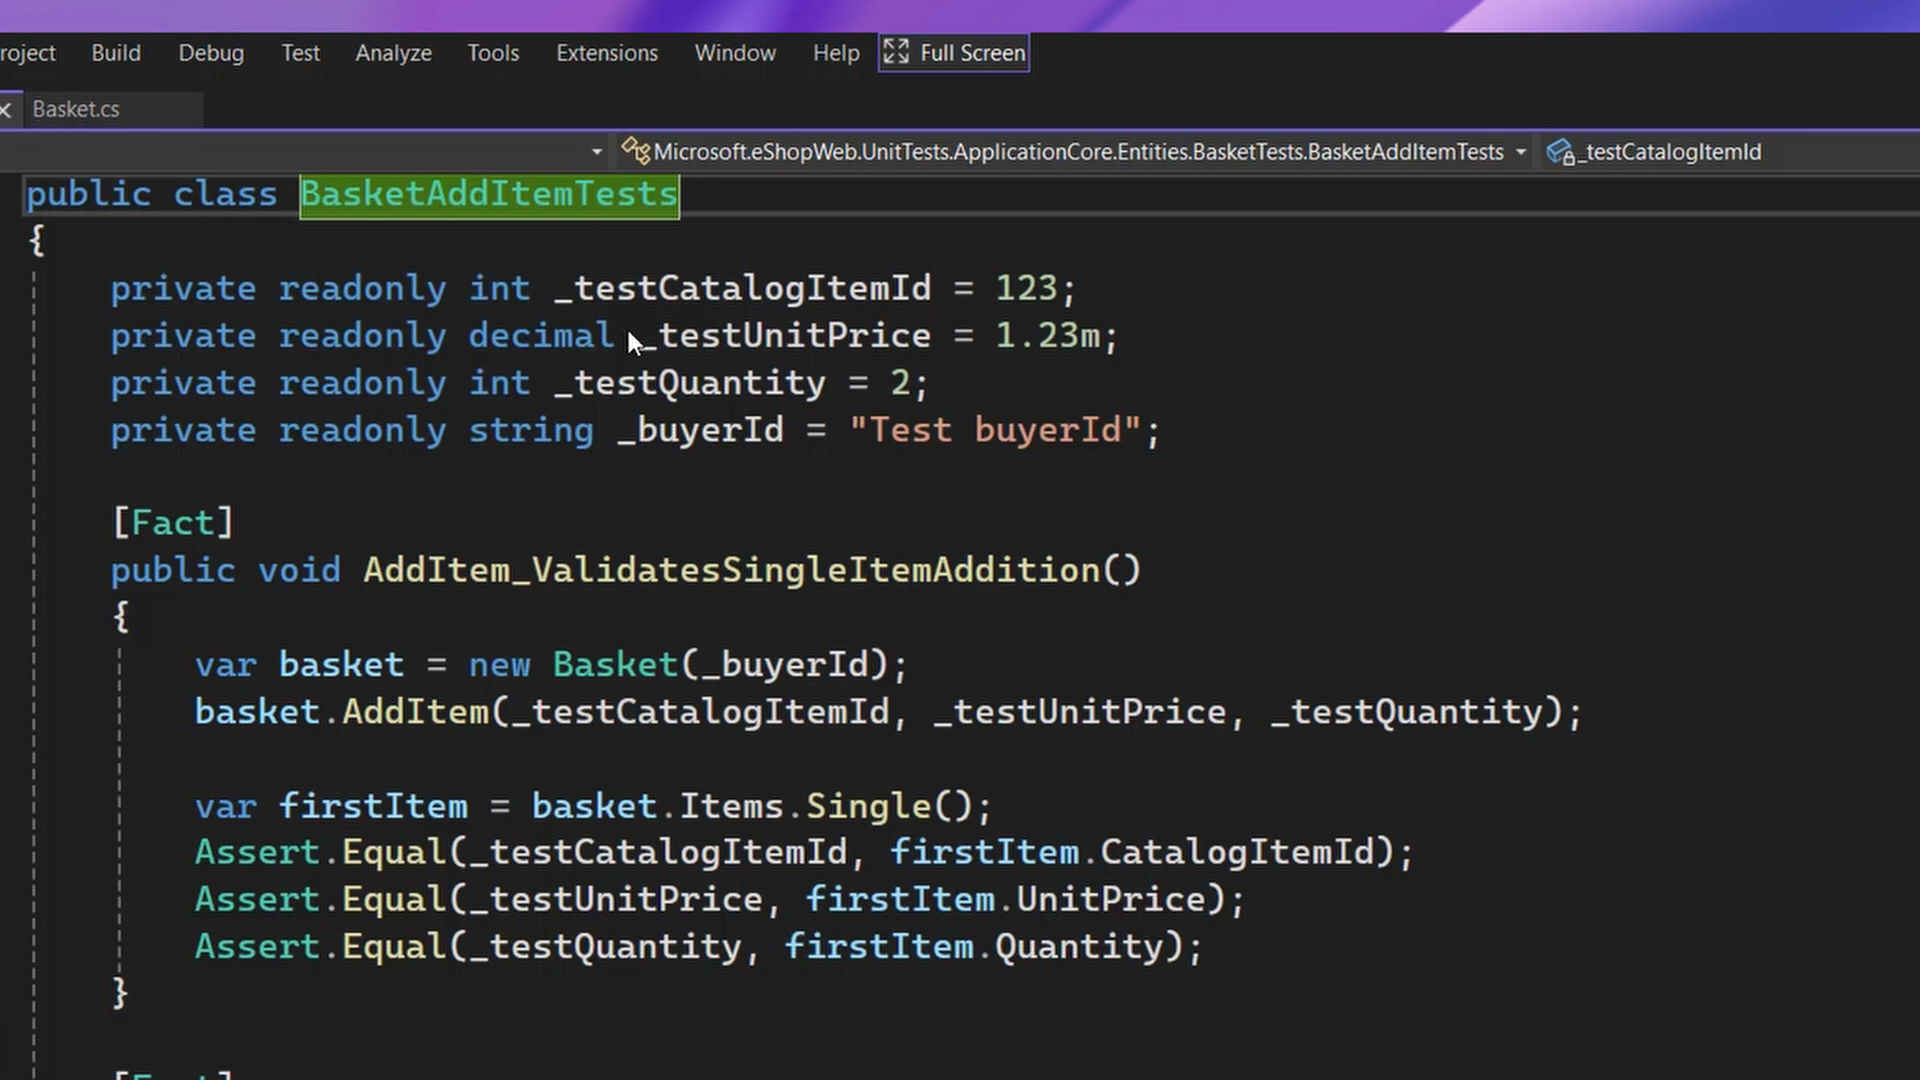 roject Build Debug Test Analyze Tools Extensions Window Help Full Screen
Basket.cs
Microsoft.eShopWeb.UnitTests.ApplicationCore.Entities.BasketTests.BasketAddItemTests _testCatalogItemId
public class BasketAddItemTests
{
private readonly int _testCatalogItemId = 123;
private readonly decimal _testUnitPrice = 1.23m;
private readonly int _testQuantity = 2;
private readonly string _buyerId = "Test buyerId";
[Fact]
public void AddItem_ValidatesSingleItemAddition()
{
var basket = new Basket(_buyerId);
basket.AddItem(_testCatalogItemId, _testUnitPrice, _testQuantity);
var firstItem = basket.Items.Single();
Assert.Equal(_testCatalogItemId, firstItem.CatalogItemId);
Assert.Equal(_testUnitPrice, firstItem.UnitPrice);
Assert.Equal(_testQuantity, firstItem.Quantity);
}